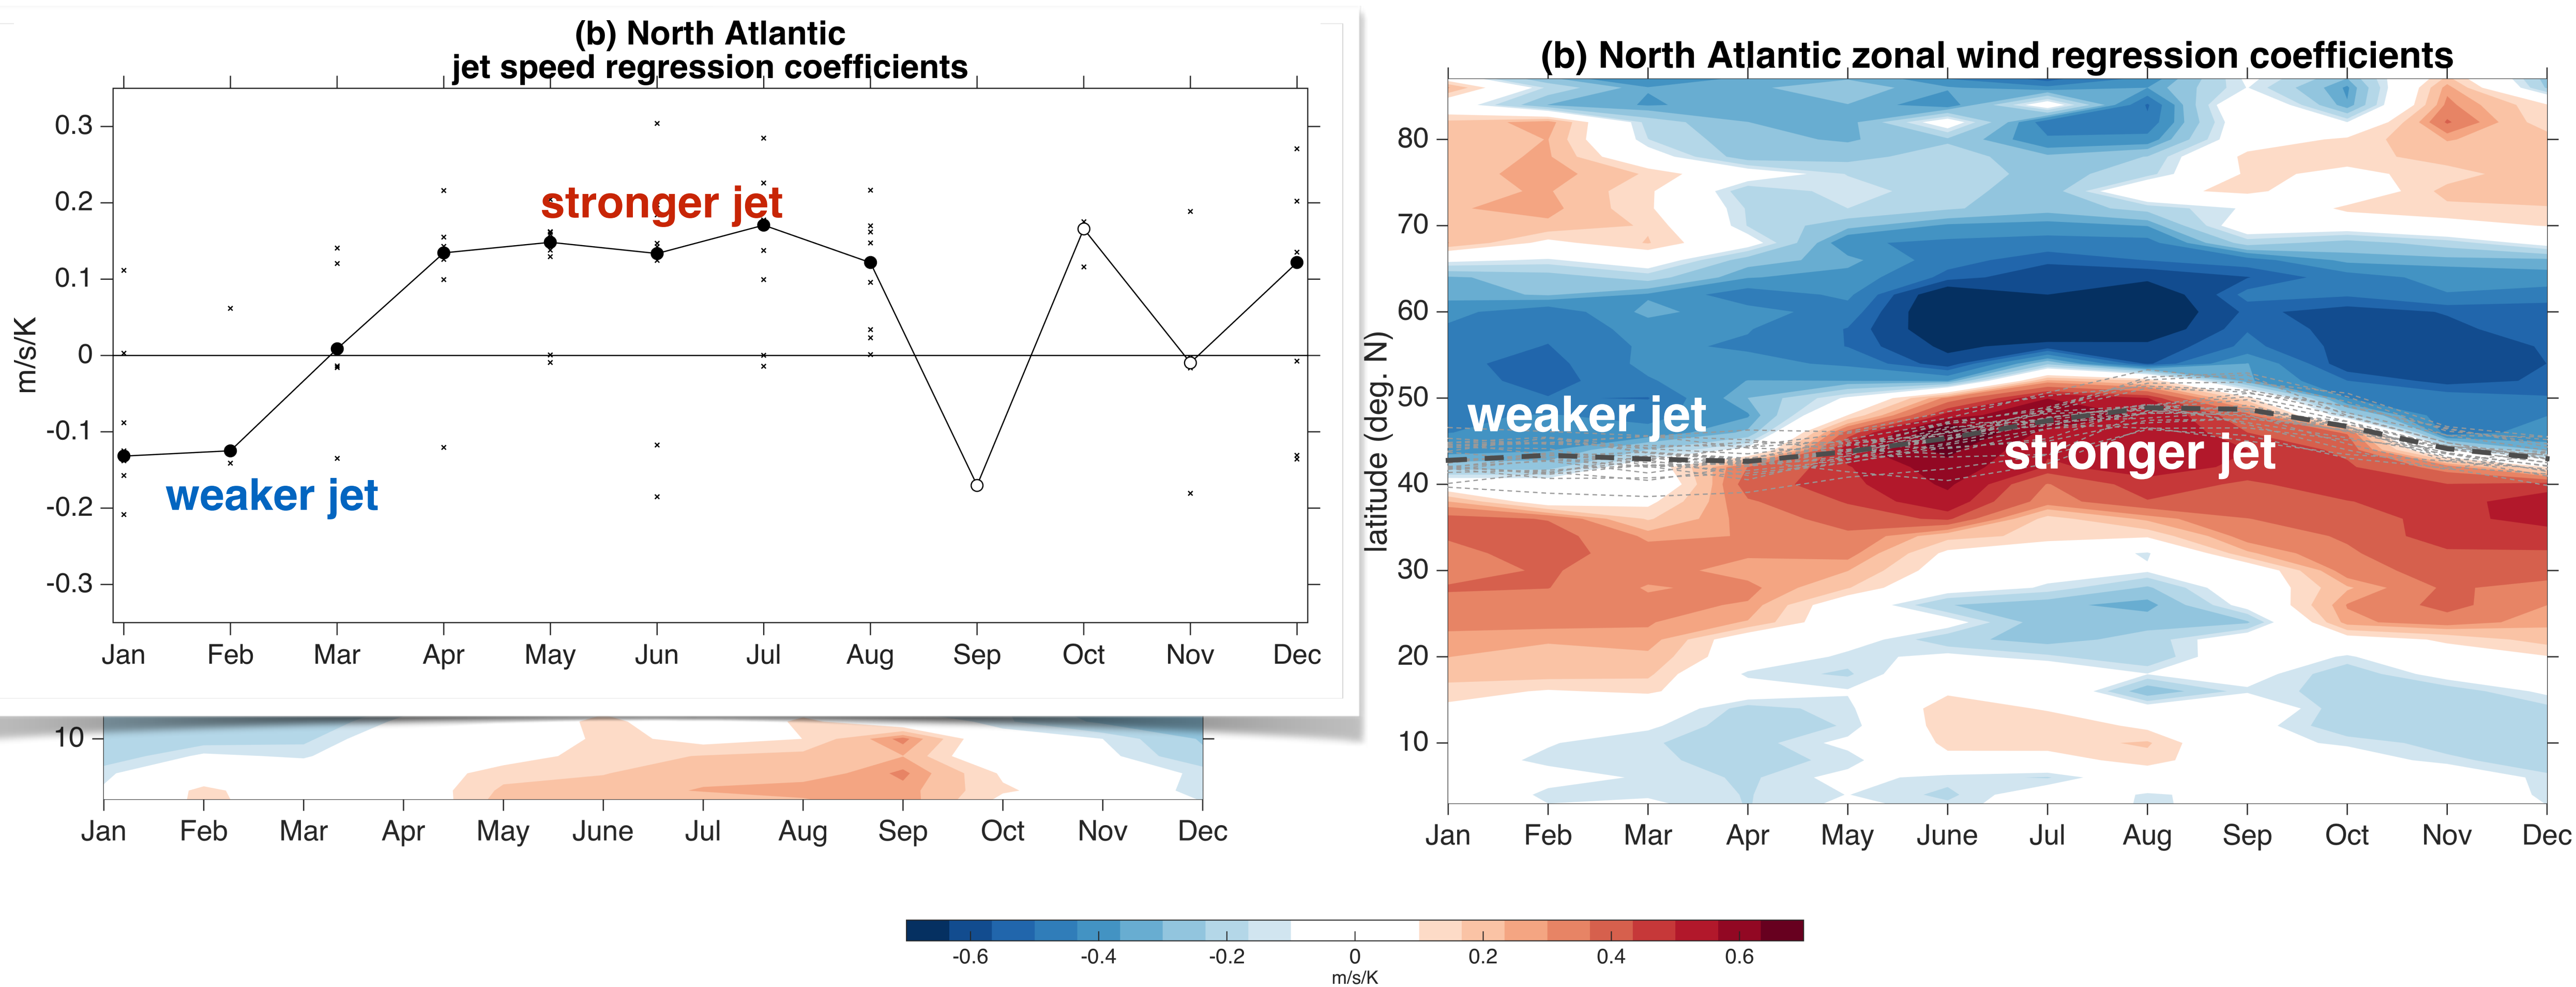 (b) North Atlantic
jet speed regression coefficients
m/s/K
0.3
0.2
0.1
0
-0.1
-0.2
-0.3
stronger jet
weaker jet
Jan Feb Mar Apr May Jun Jul Aug Sep Oct Nov Dec
10
Jan Feb Mar Apr May June Jul Aug Sep Oct Nov Dec
(b) North Atlantic zonal wind regression coefficients
latitude (deg. N)
80
70
60
50
40
30
20
10
weaker jet
stronger jet
Jan Feb Mar Apr May June Jul Aug Sep Oct Nov Dec
-0.6 -0.4 -0.2 0 0.2 0.4 0.6
m/s/K